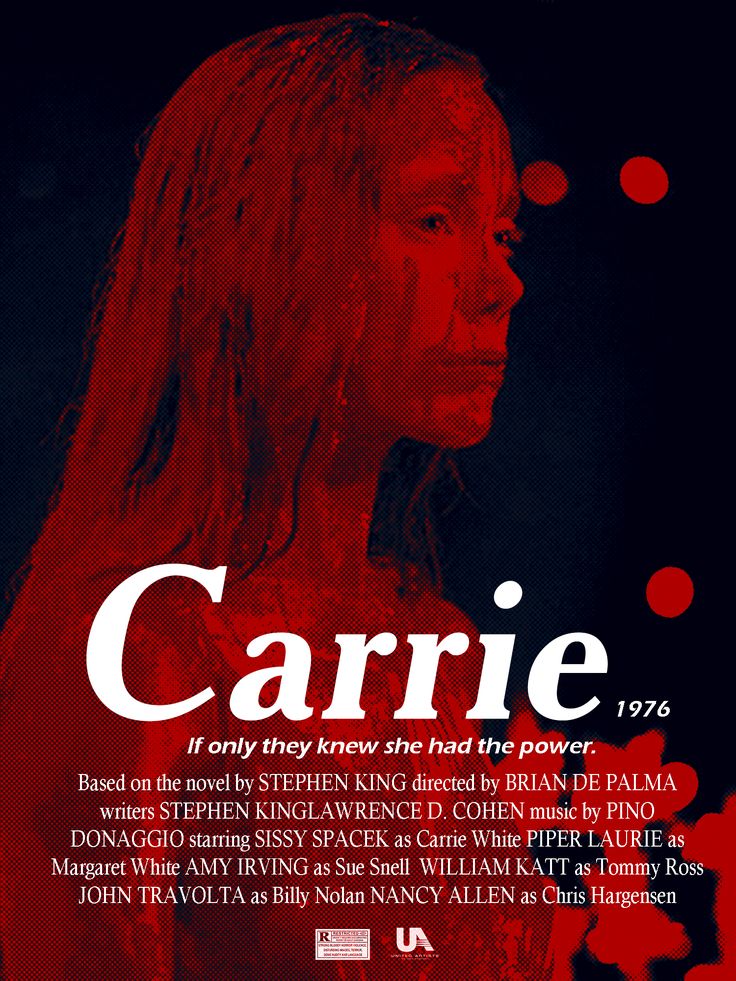 Carrie
1976
If only they knew she had the power.
Based on the novel by STEPHEN KING directed by BRIAN DE PALMA
writers STEPHEN KINGLAWRENCE D. COHEN music by PINO
DONAGGIO starring SISSY SPACEK as Carrie White PIPER LAURIE as
Margaret White AMY IRVING as Sue Snell WILLIAM KATT as Tommy Ross
JOHN TRAVOLTA as Billy Nolan NANCY ALLEN as Chris Hargensen
R RESTRICTED
UA
UNITED ARTISTS